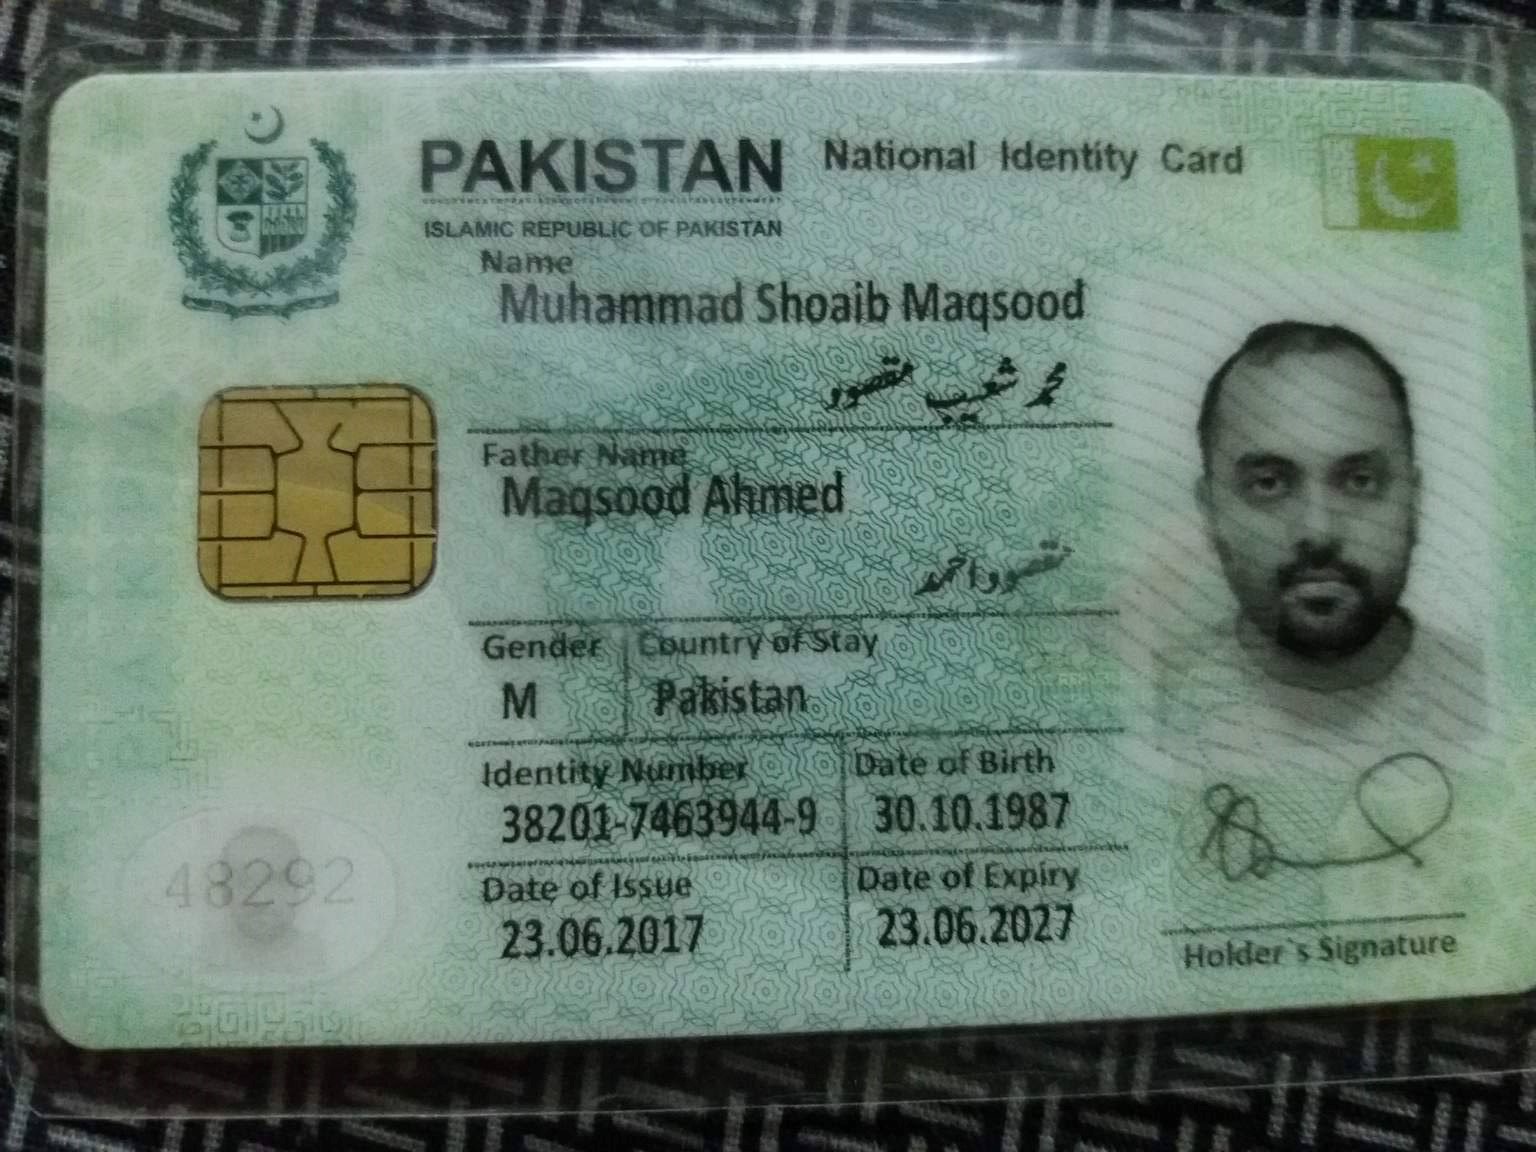 PAKISTAN National Identity Card
ISLAMIC REPUBLIC OF PAKISTAN
Name
Muhammad Shoaib Maqsood
محمد شعیب مقصود
Father Name
Maqsood Ahmed
مقصود احمد
Gender Country of Stay
M Pakistan
Identity Number Date of Birth
38201-7463944-9 30.10.1987
Date of Issue Date of Expiry
23.06.2017 23.06.2027
48292
Holder`s Signature